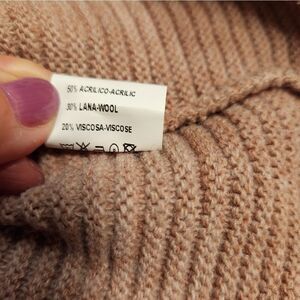 50% ACRILICO-ACRILIC
30% LANA-WOOL
20% VISCOSA-VISCOSE